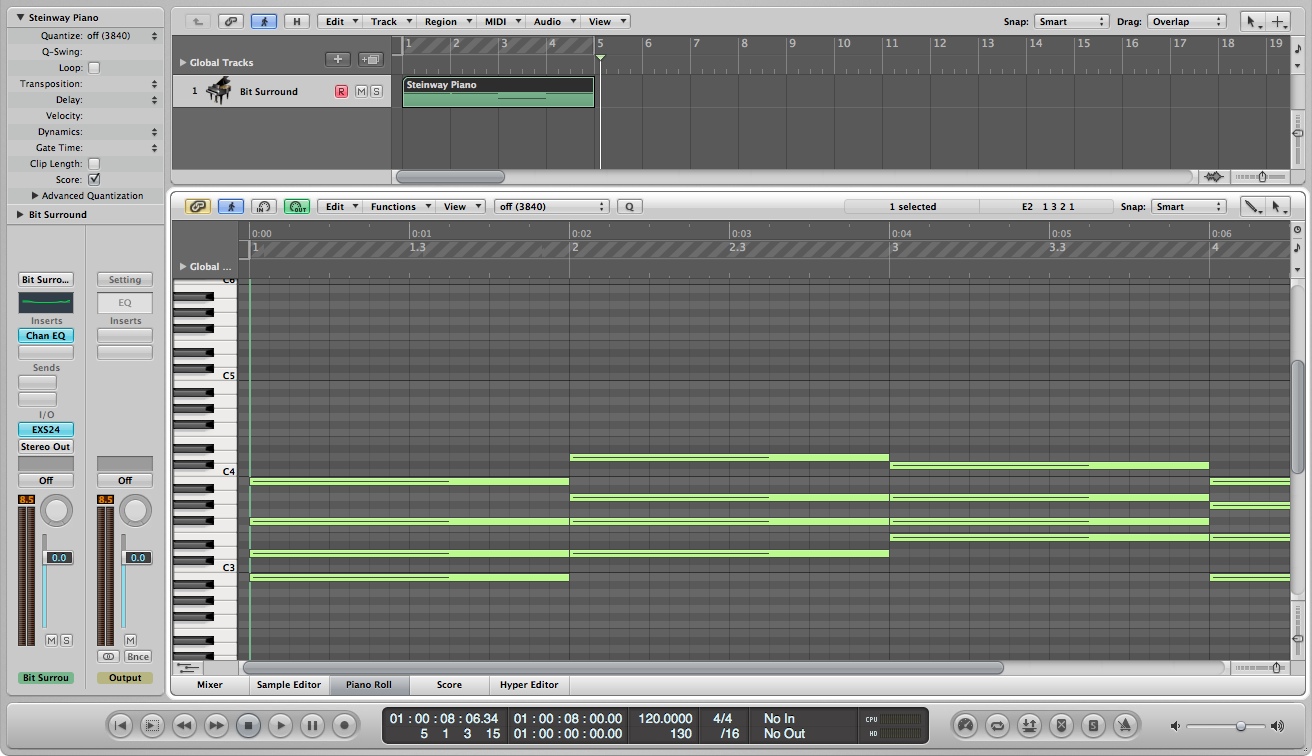 Steinway Piano
Quantize: off (3840)
Q-Swing:
Loop:
Transposition:
Delay:
Velocity:
Dynamics:
Gate Time:
Clip Length:
Score:
Advanced Quantization
Bit Surround
H Edit Track Region MIDI Audio View Snap: Smart Drag: Overlap
1 2 3 4 5 6 7 8 9 10 11 12 13 14 15 16 17 18 19
Global Tracks
1 Bit Surround R M S
Steinway Piano
IN OUT Edit Functions View off (3840) Q 1 selected E2 1 3 2 1 Snap: Smart
0:00 0:01 0:02 0:03 0:04 0:05 0:06
1 1.3 2 2.3 3 3.3 4
Global ...
C6
C5
C4
C3
Bit Surro... Setting
EQ
Inserts Inserts
Chan EQ
Sends
I/O
EXS24
Stereo Out
Off Off
8.5 8.5
0.0 0.0
M S M
Bnce
Bit Surrou Output
Mixer Sample Editor Piano Roll Score Hyper Editor
01 : 00 : 08 : 06.34 01 : 00 : 08 : 00.00 120.0000 4/4 No In CPU
5 1 3 15 01 : 00 : 08 : 00.00 130 /16 No Out HD
S